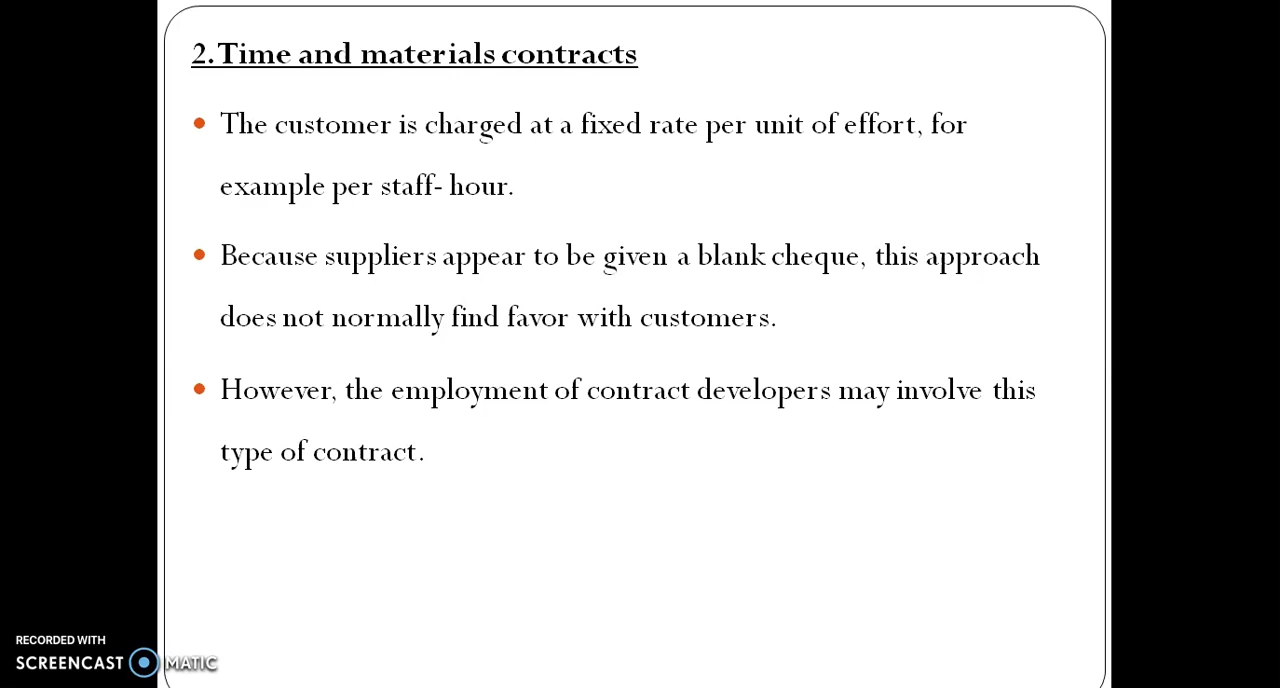 2.Time and materials contracts
The customer is charged at a fixed rate per unit of effort, for
example per staff- hour.
Because suppliers appear to be given a blank cheque, this approach
does not normally find favor with customers.
However, the employment of contract developers may involve this
type of contract.
RECORDED WITH
SCREENCAST MATIC